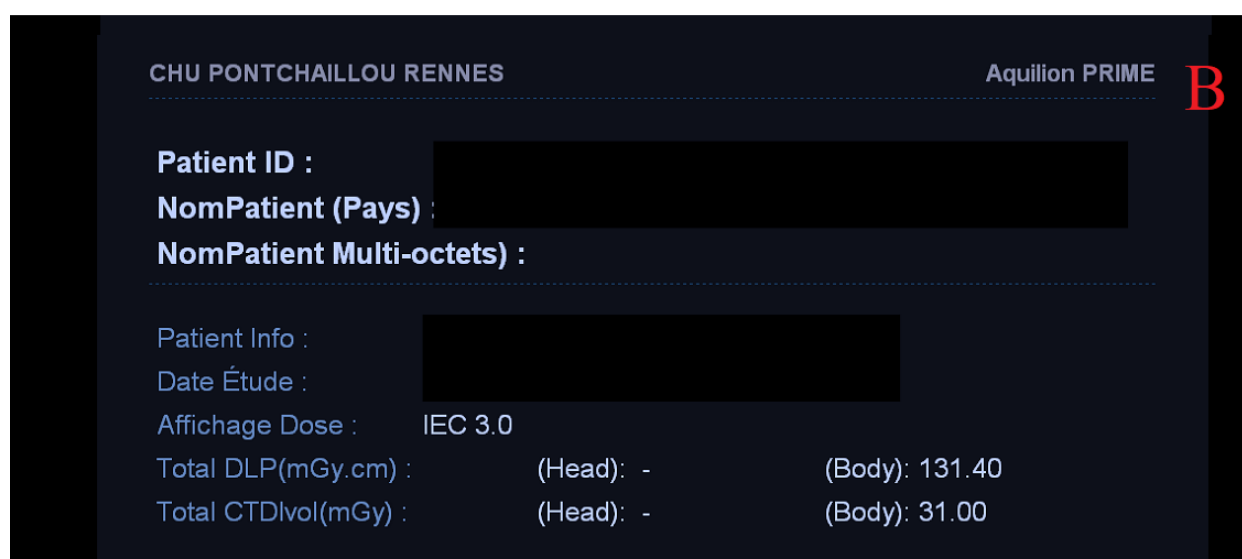 CHU PONTCHAILLOU RENNES Aquilion PRIME B
Patient ID :
NomPatient (Pays) :
NomPatient Multi-octets) :
Patient Info :
Date Étude :
Affichage Dose : IEC 3.0
Total DLP(mGy.cm) : (Head): - (Body): 131.40
Total CTDIvol(mGy) : (Head): - (Body): 31.00